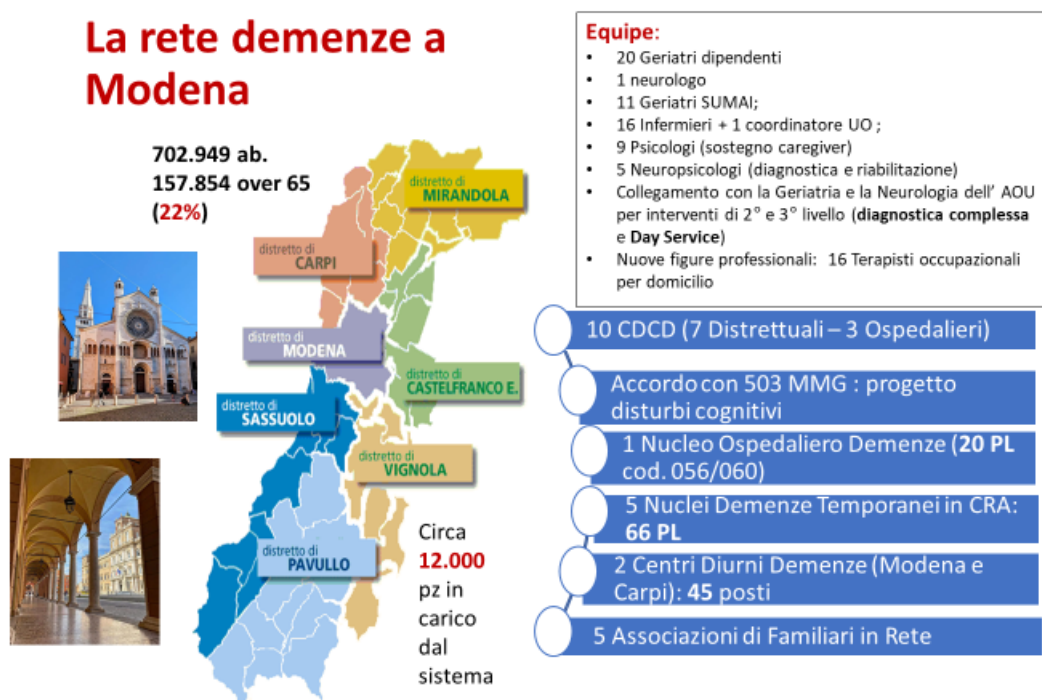 La rete demenze a
Modena
702.949 ab.
157.854 over 65
(22%)
distretto di
MIRANDOLA
distretto di
CARPI
distretto di
MODENA
distretto di
CASTELFRANCO E.
distretto di
SASSUOLO
distretto di
VIGNOLA
distretto di
PAVULLO
Circa
12.000
pz in
carico
dal
sistema
Equipe:
• 20 Geriatri dipendenti
• 1 neurologo
• 11 Geriatri SUMAI;
• 16 Infermieri + 1 coordinatore UO ;
• 9 Psicologi (sostegno caregiver)
• 5 Neuropsicologi (diagnostica e riabilitazione)
• Collegamento con la Geriatria e la Neurologia dell' AOU
per interventi di 2° e 3° livello (diagnostica complessa
e Day Service)
• Nuove figure professionali: 16 Terapisti occupazionali
per domicilio
10 CDCD (7 Distrettuali – 3 Ospedalieri)
Accordo con 503 MMG : progetto
disturbi cognitivi
1 Nucleo Ospedaliero Demenze (20 PL
cod. 056/060)
5 Nuclei Demenze Temporanei in CRA:
66 PL
2 Centri Diurni Demenze (Modena e
Carpi): 45 posti
5 Associazioni di Familiari in Rete